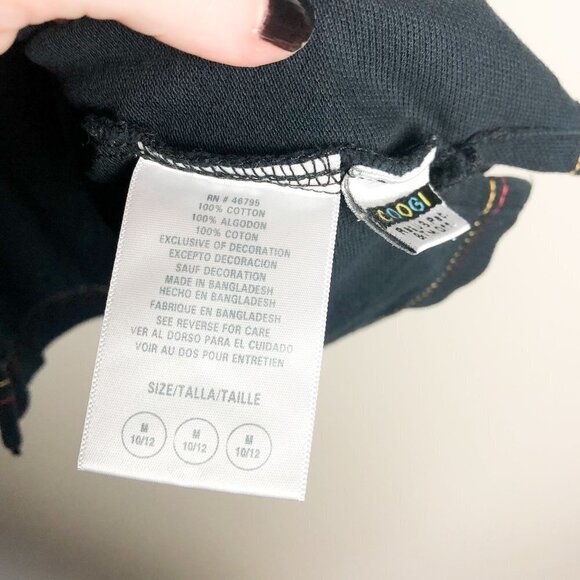 RN # 46795
100% COTTON
100% ALGODON
100% COTON
EXCLUSIVE OF DECORATION
EXCEPTO DECORACION
SAUF DECORATION
MADE IN BANGLADESH
HECHO EN BANGLADESH
FABRIQUE EN BANGLADESH
SEE REVERSE FOR CARE
VER AL DORSO PARA EL CUIDADO
VOIR AU DOS POUR ENTRETIEN
SIZE/TALLA/TAILLE
M M M
10/12 10/12 10/12
COOGI